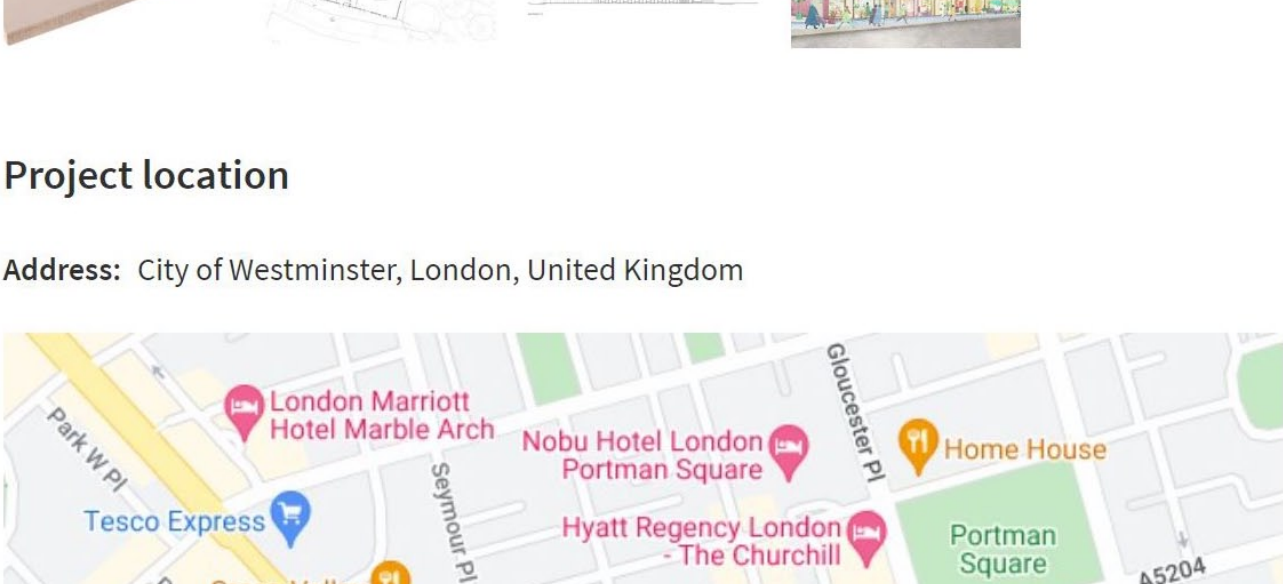 Project location
Address: City of Westminster, London, United Kingdom
Gloucester Pl
London Marriott
Hotel Marble Arch
Park W Pl
Nobu Hotel London
Portman Square
Home House
Seymour Pl
Tesco Express
Hyatt Regency London
- The Churchill
Portman
Square
A5204